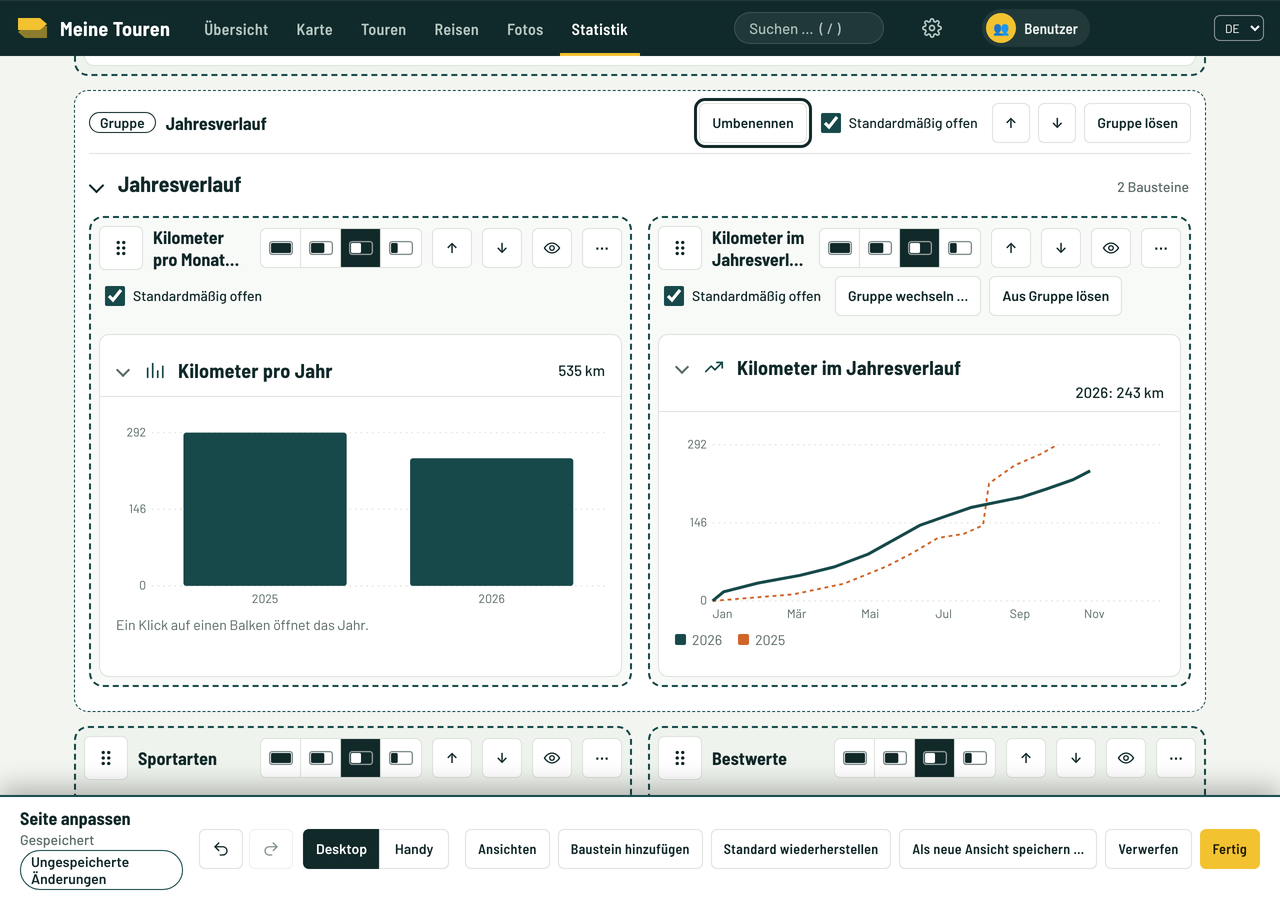 Meine Touren
Übersicht
Karte
Touren
Reisen
Fotos
Statistik
Suchen ... ( / )
Benutzer
DE
Gruppe
Jahresverlauf
Umbenennen
Standardmäßig offen
Gruppe lösen
Jahresverlauf
2 Bausteine
Kilometer
pro Monat...
Standardmäßig offen
Kilometer im
Jahresverl...
Standardmäßig offen
Gruppe wechseln ...
Aus Gruppe lösen
Kilometer pro Jahr
535 km
292
146
0
2025
2026
Ein Klick auf einen Balken öffnet das Jahr.
Kilometer im Jahresverlauf
2026: 243 km
292
146
0
Jan
Mär
Mai
Jul
Sep
Nov
2026
2025
Sportarten
Bestwerte
Seite anpassen
Gespeichert
Ungespeicherte
Änderungen
Desktop
Handy
Ansichten
Baustein hinzufügen
Standard wiederherstellen
Als neue Ansicht speichern ...
Verwerfen
Fertig